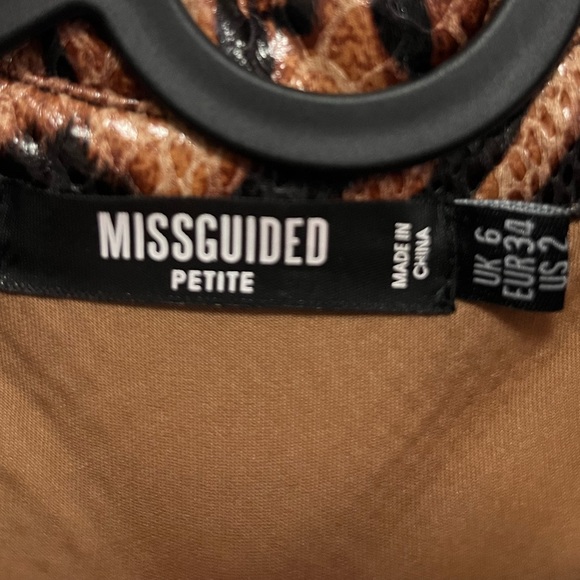 MISSGUIDED
PETITE
MADE IN
CHINA
UK 6
EUR 34
US 2